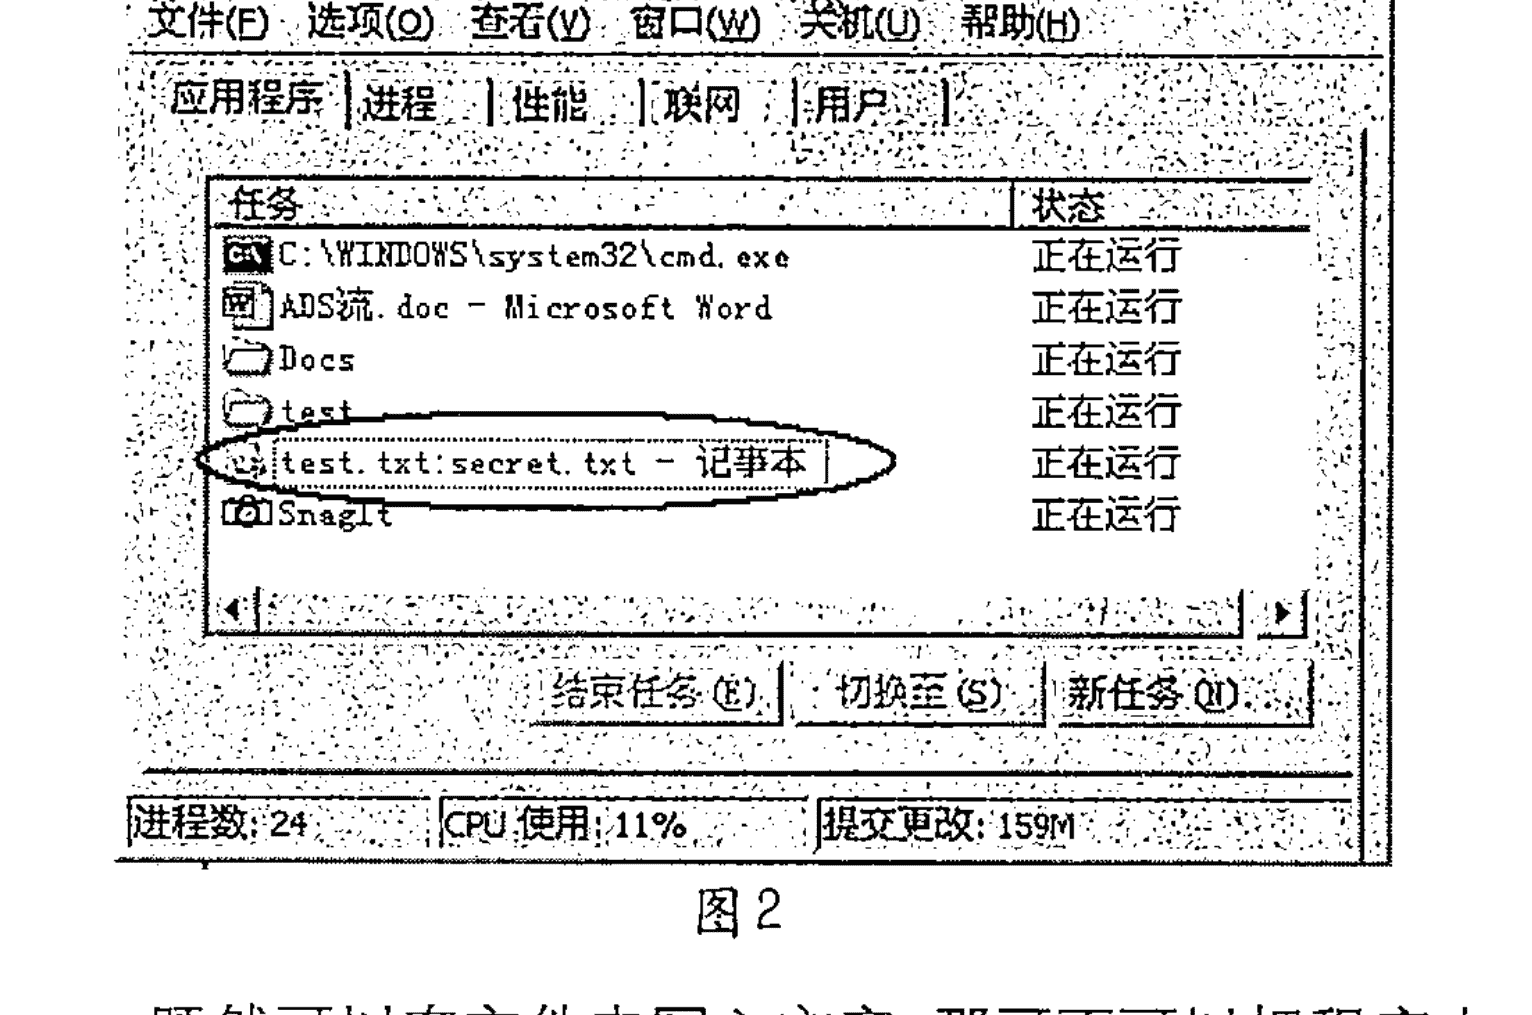 文件(F) 选项(O) 查看(V) 窗口(W) 关机(U) 帮助(H)
应用程序 进程 性能 联网 用户
任务 状态
C:\WINDOWS\system32\cmd.exe 正在运行
ADS流.doc - Microsoft Word 正在运行
Docs 正在运行
test 正在运行
test.txt:secret.txt - 记事本 正在运行
SnagIt 正在运行
结束任务(E) 切换至(S) 新任务(N)...
进程数: 24 CPU 使用: 11% 提交更改: 159M
图 2